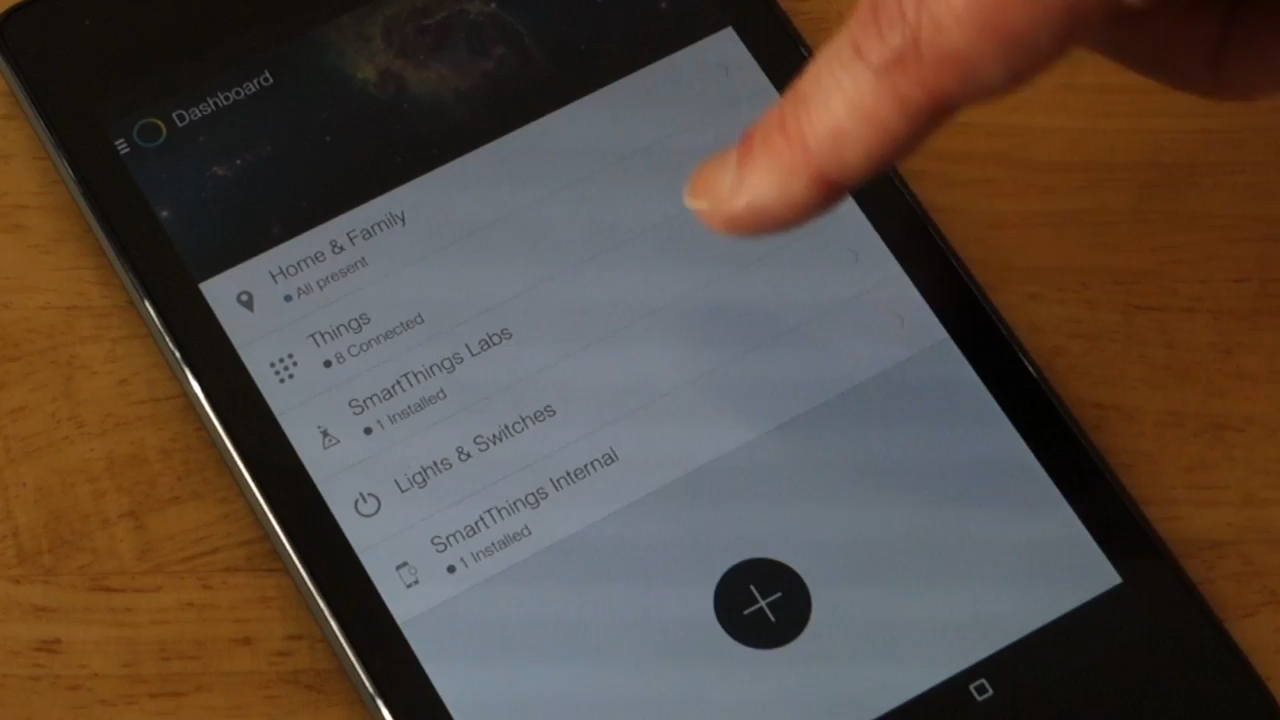 Dashboard
Home & Family
All present
Things
8 Connected
SmartThings Labs
1 Installed
Lights & Switches
SmartThings Internal
1 Installed